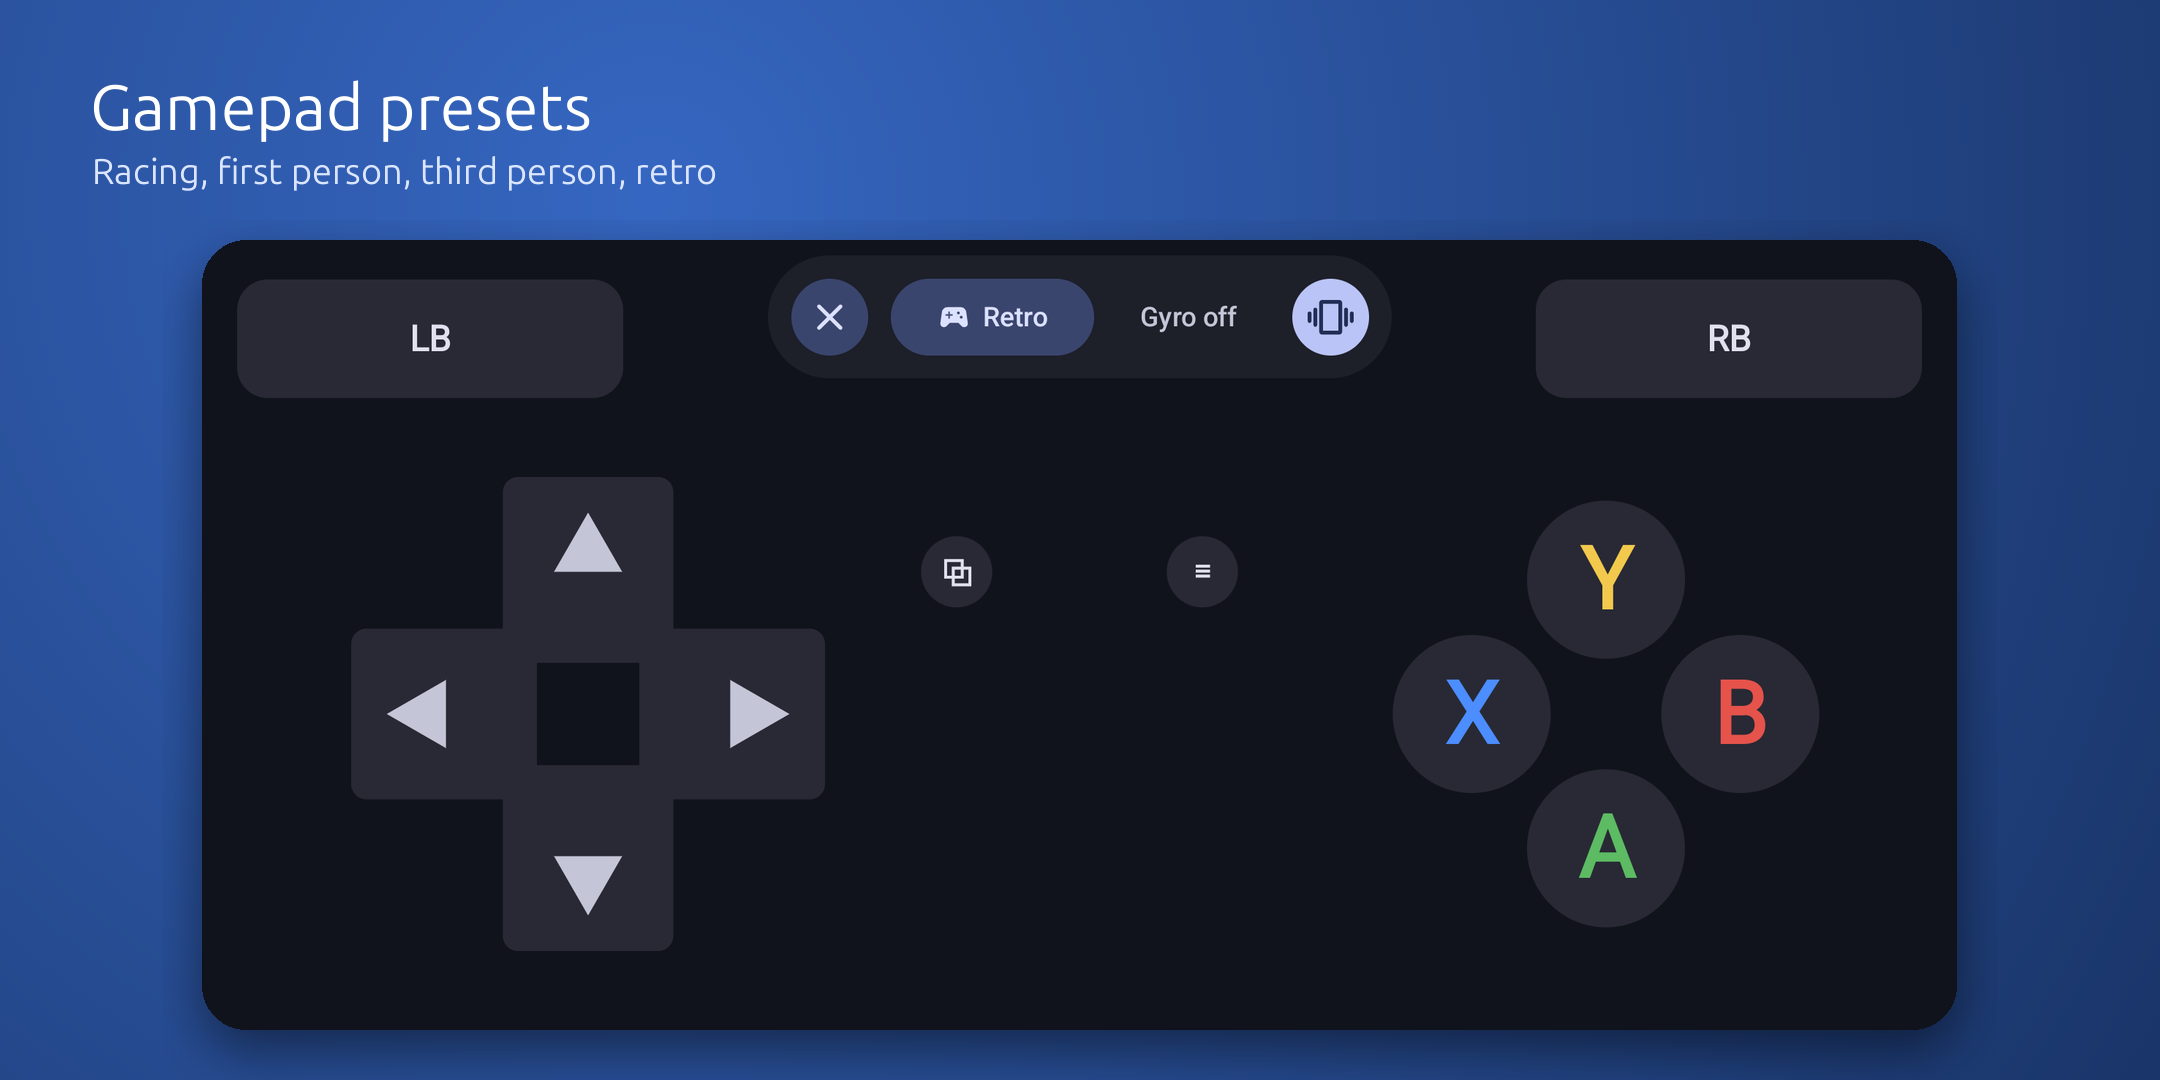 Gamepad presets
Racing, first person, third person, retro
LB
Retro
Gyro off
RB
Y
X
B
A